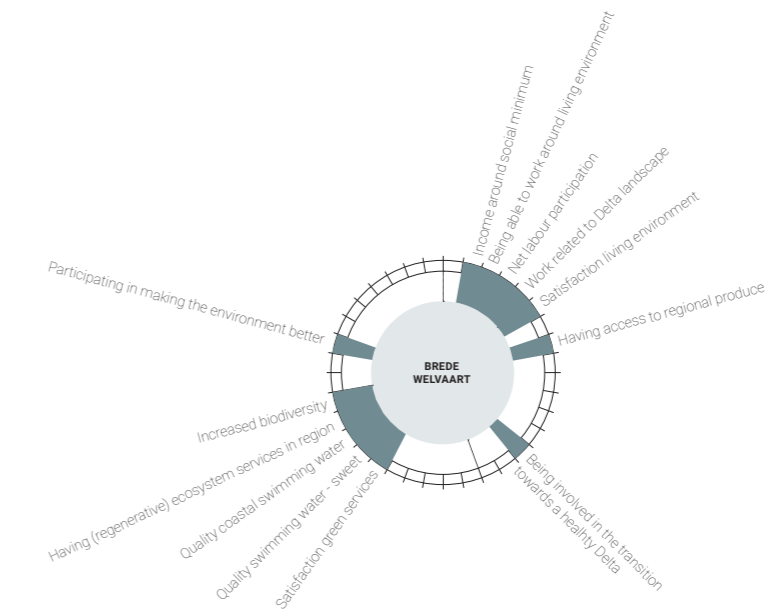 Income around social minimum
Being able to work around living environment
Net labour participation
Work related to Delta landscape
Satisfaction living environment
Having access to regional produce
Being involved in the transition
towards a healhty Delta
Satisfaction green services
Quality swimming water - sweet
Quality coastal swimming water
Having (regenerative) ecosystem services in region
Increased biodiversity
Participating in making the environment better
BREDE
WELVAART